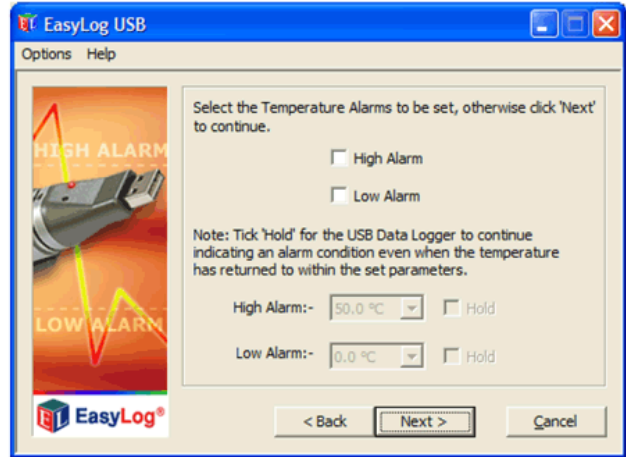 EasyLog USB
Options Help
HIGH ALARM
LOW ALARM
EL EasyLog®
Select the Temperature Alarms to be set, otherwise click 'Next'
to continue.
High Alarm
Low Alarm
Note: Tick 'Hold' for the USB Data Logger to continue
indicating an alarm condition even when the temperature
has returned to within the set parameters.
High Alarm:- 50.0 ºC Hold
Low Alarm:- 0.0 ºC Hold
< Back Next > Cancel